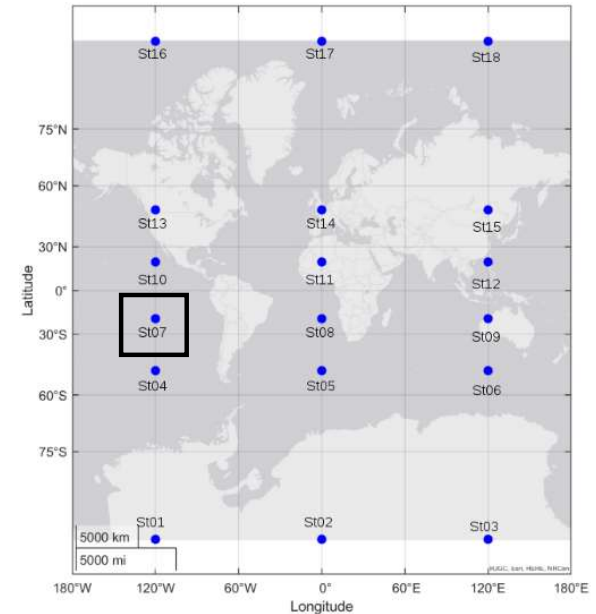 St16 St17 St18
75°N
60°N
St13 St14 St15
30°N
St10 St11 St12
0°
Latitude
St07 St08 St09
30°S
St04 St05 St06
60°S
75°S
St01 St02 St03
5000 km
5000 mi
180°W 120°W 60°W 0° 60°E 120°E 180°E
Longitude